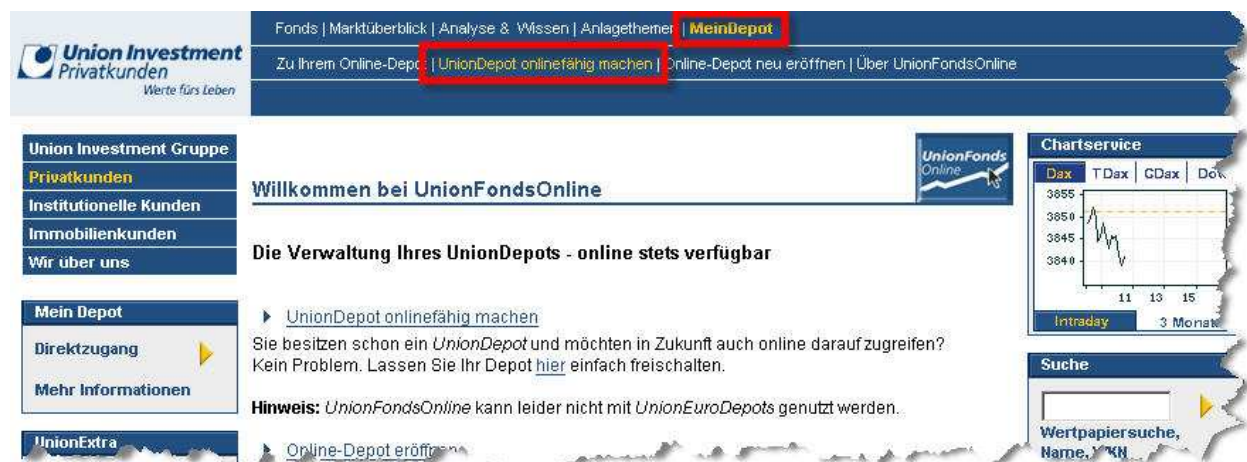 Fonds | Marktüberblick | Analyse & Wissen | Anlagethemen | MeinDepot
Union Investment
Privatkunden
Werte fürs Leben
Zu Ihrem Online-Depot | UnionDepot onlinefähig machen | Online-Depot neu eröffnen | Über UnionFondsOnline
Union Investment Gruppe
Privatkunden
Institutionelle Kunden
Immobilienkunden
Wir über uns
Mein Depot
Direktzugang
Mehr Informationen
UnionExtra
UnionFonds
Online
Willkommen bei UnionFondsOnline
Die Verwaltung Ihres UnionDepots - online stets verfügbar
UnionDepot onlinefähig machen
Sie besitzen schon ein UnionDepot und möchten in Zukunft auch online darauf zugreifen?
Kein Problem. Lassen Sie Ihr Depot hier einfach freischalten.
Hinweis: UnionFondsOnline kann leider nicht mit UnionEuroDepots genutzt werden.
Online-Depot
Chartservice
Dax TDax GDax
3855
3850
3845
3840
11 13 15
Intraday 3
Suche
Wertpapiersuche,
Name,